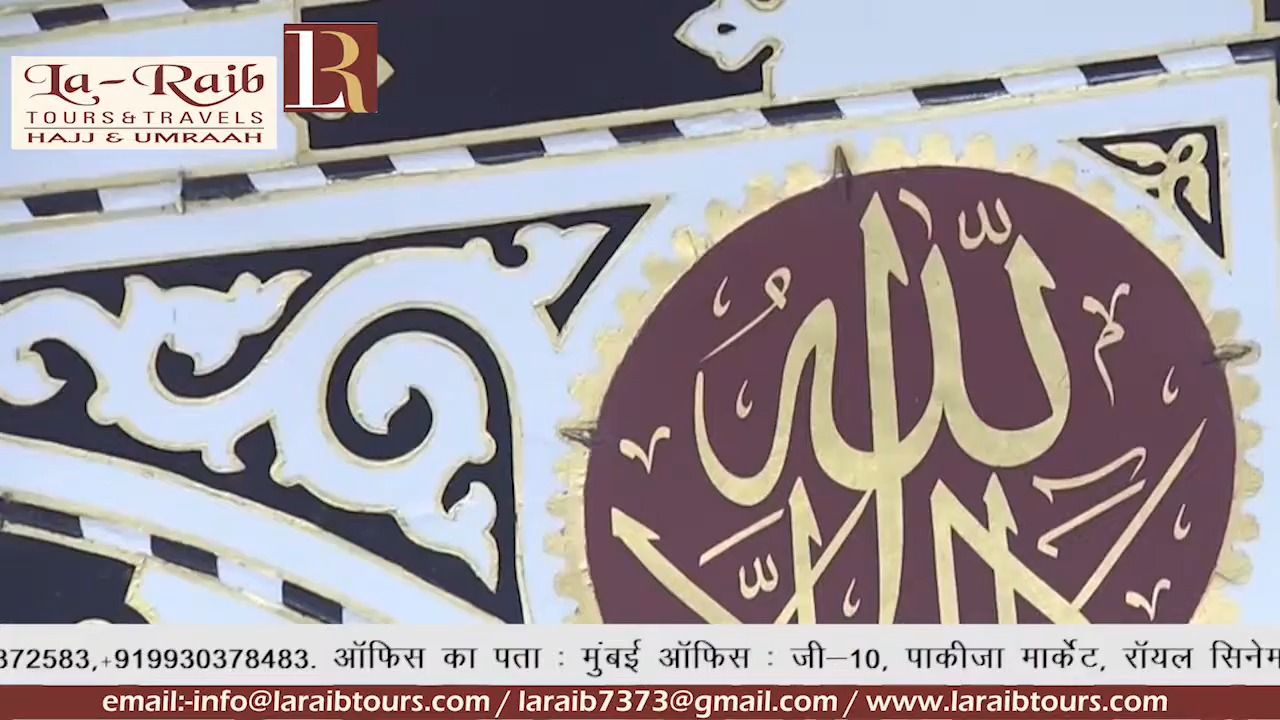 La-Raib
TOURS & TRAVELS
HAJJ & UMRAAH
LR
الله
372583,+919930378483. ऑफिस का पता : मुंबई ऑफिस : जी–10, पाकीजा मार्केट, रॉयल सिनेम
email:-info@laraibtours.com / laraib7373@gmail.com / www.laraibtours.com